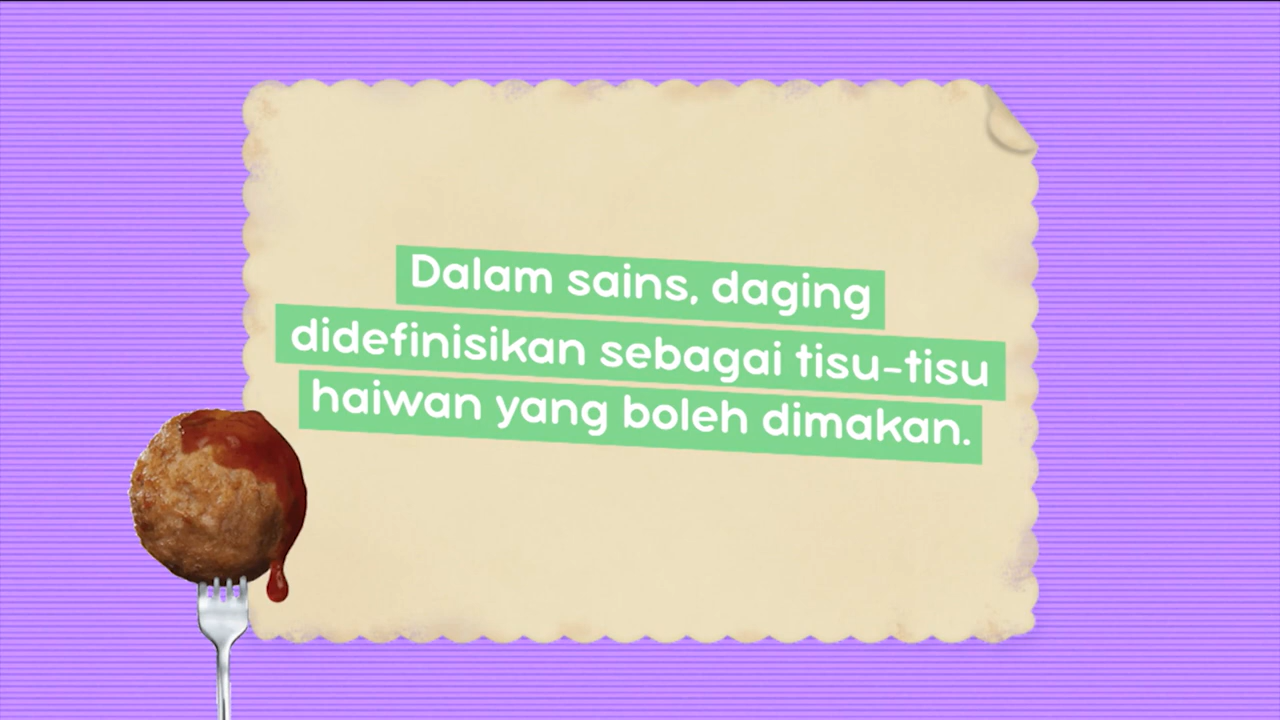 Dalam sains, daging
didefinisikan sebagai tisu-tisu
haiwan yang boleh dimakan.